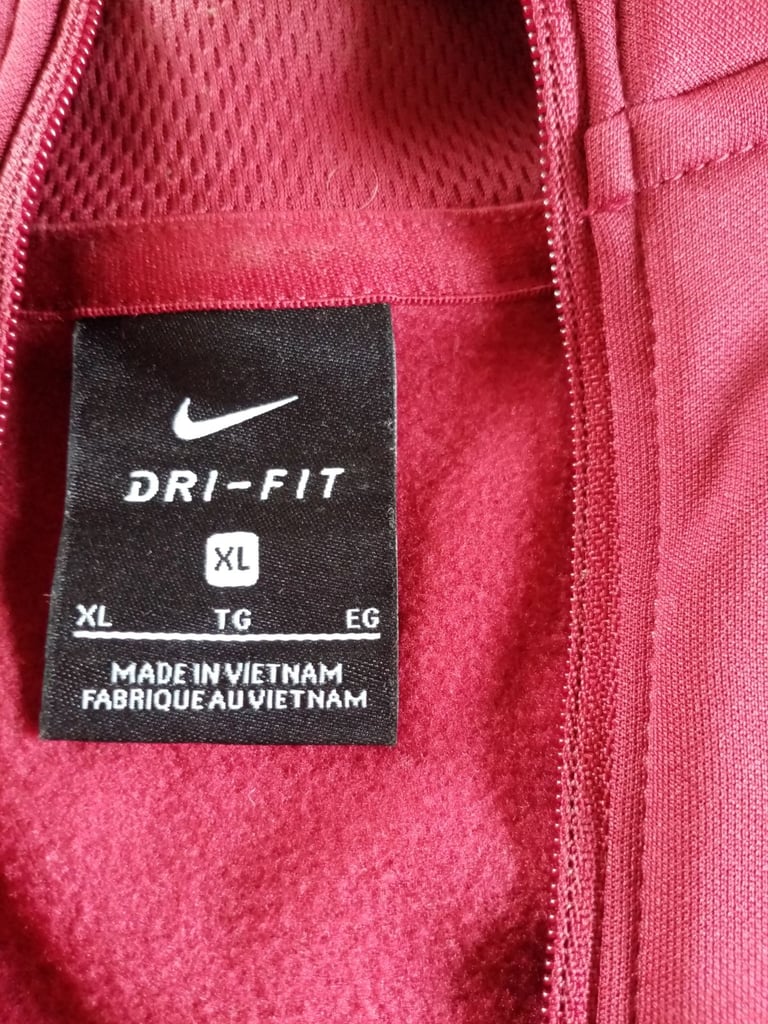 DRI-FIT
XL
XL TG EG
MADE IN VIETNAM
FABRIQUE AU VIETNAM